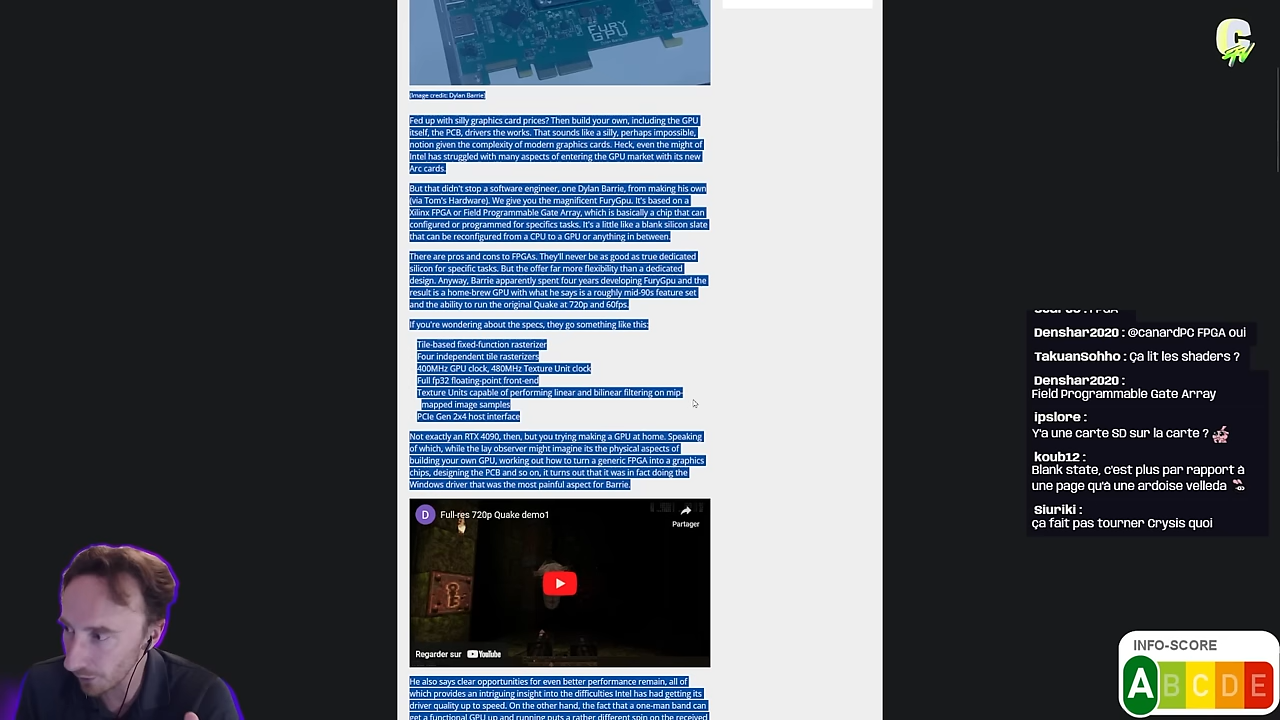 FURY
GPU
(Image credit: Dylan Barrie)
Fed up with silly graphics card prices? Then build your own, including the GPU
itself, the PCB, drivers the works. That sounds like a silly, perhaps impossible,
notion given the complexity of modern graphics cards. Heck, even the might of
Intel has struggled with many aspects of entering the GPU market with its new
Arc cards.
But that didn't stop a software engineer, one Dylan Barrie, from making his own
(via Tom's Hardware). We give you the magnificent FuryGpu. It's based on a
Xilinx FPGA or Field Programmable Gate Array, which is basically a chip that can
configured or programmed for specifics tasks. It's a little like a blank silicon slate
that can be reconfigured from a CPU to a GPU or anything in between.
There are pros and cons to FPGAs. They'll never be as good as true dedicated
silicon for specific tasks. But the offer far more flexibility than a dedicated
design. Anyway, Barrie apparently spent four years developing FuryGpu and the
result is a home-brew GPU with what he says is a roughly mid-90s feature set
and the ability to run the original Quake at 720p and 60fps.
If you're wondering about the specs, they go something like this:
Tile-based fixed-function rasterizer
Four independent tile rasterizers
400MHz GPU clock, 480MHz Texture Unit clock
Full fp32 floating-point front-end
Texture Units capable of performing linear and bilinear filtering on mip-
mapped image samples
PCIe Gen 2x4 host interface
Not exactly an RTX 4090, then, but you trying making a GPU at home. Speaking
of which, while the lay observer might imagine its the physical aspects of
building your own GPU, working out how to turn a generic FPGA into a graphics
chips, designing the PCB and so on, it turns out that it was in fact doing the
Windows driver that was the most painful aspect for Barrie.
D
Full-res 720p Quake demo1
Partager
Regarder sur YouTube
He also says clear opportunities for even better performance remain, all of
which provides an intriguing insight into the difficulties Intel has had getting its
driver quality up to speed. On the other hand, the fact that a one-man band can
get a functional GPU up and running puts a rather different spin on the received
C
TV
Denshar2020 : @canardPC FPGA oui
TakuanSohho : Ça lit les shaders ?
Denshar2020 :
Field Programmable Gate Array
ipslore :
Y'a une carte SD sur la photo ?
koub12 :
Blank slate, c'est plus par rapport à
une page qu'à une ardoise velleda
Siuriki :
ça fait pas tourner Crysis quoi
INFO-SCORE
A
D
E